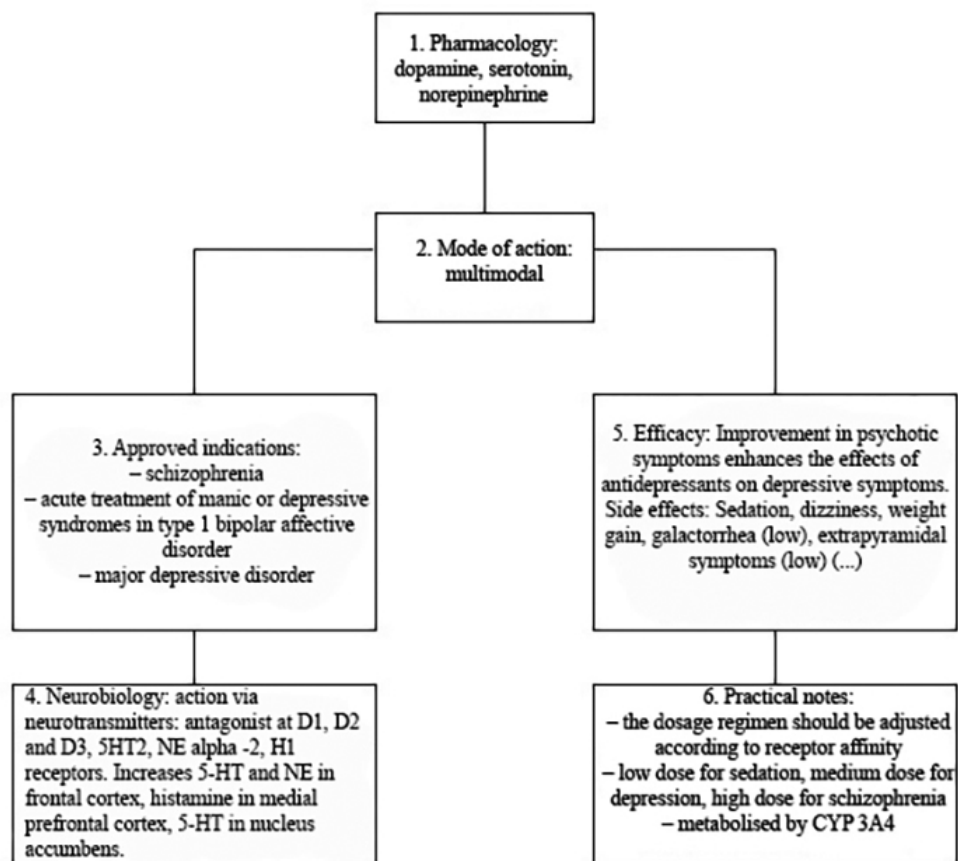 1. Pharmacology:
dopamine, serotonin,
norepinephrine
2. Mode of action:
multimodal
3. Approved indications:
– schizophrenia
– acute treatment of manic or depressive
syndromes in type 1 bipolar affective
disorder
– major depressive disorder
4. Neurobiology: action via
neurotransmitters: antagonist at D1, D2
and D3, 5HT2, NE alpha -2, H1
receptors. Increases 5-HT and NE in
frontal cortex, histamine in medial
prefrontal cortex, 5-HT in nucleus
accumbens.
5. Efficacy: Improvement in psychotic
symptoms enhances the effects of
antidepressants on depressive symptoms.
Side effects: Sedation, dizziness, weight
gain, galactorrhea (low), extrapyramidal
symptoms (low) (...)
6. Practical notes:
– the dosage regimen should be adjusted
according to receptor affinity
– low dose for sedation, medium dose for
depression, high dose for schizophrenia
– metabolised by CYP 3A4